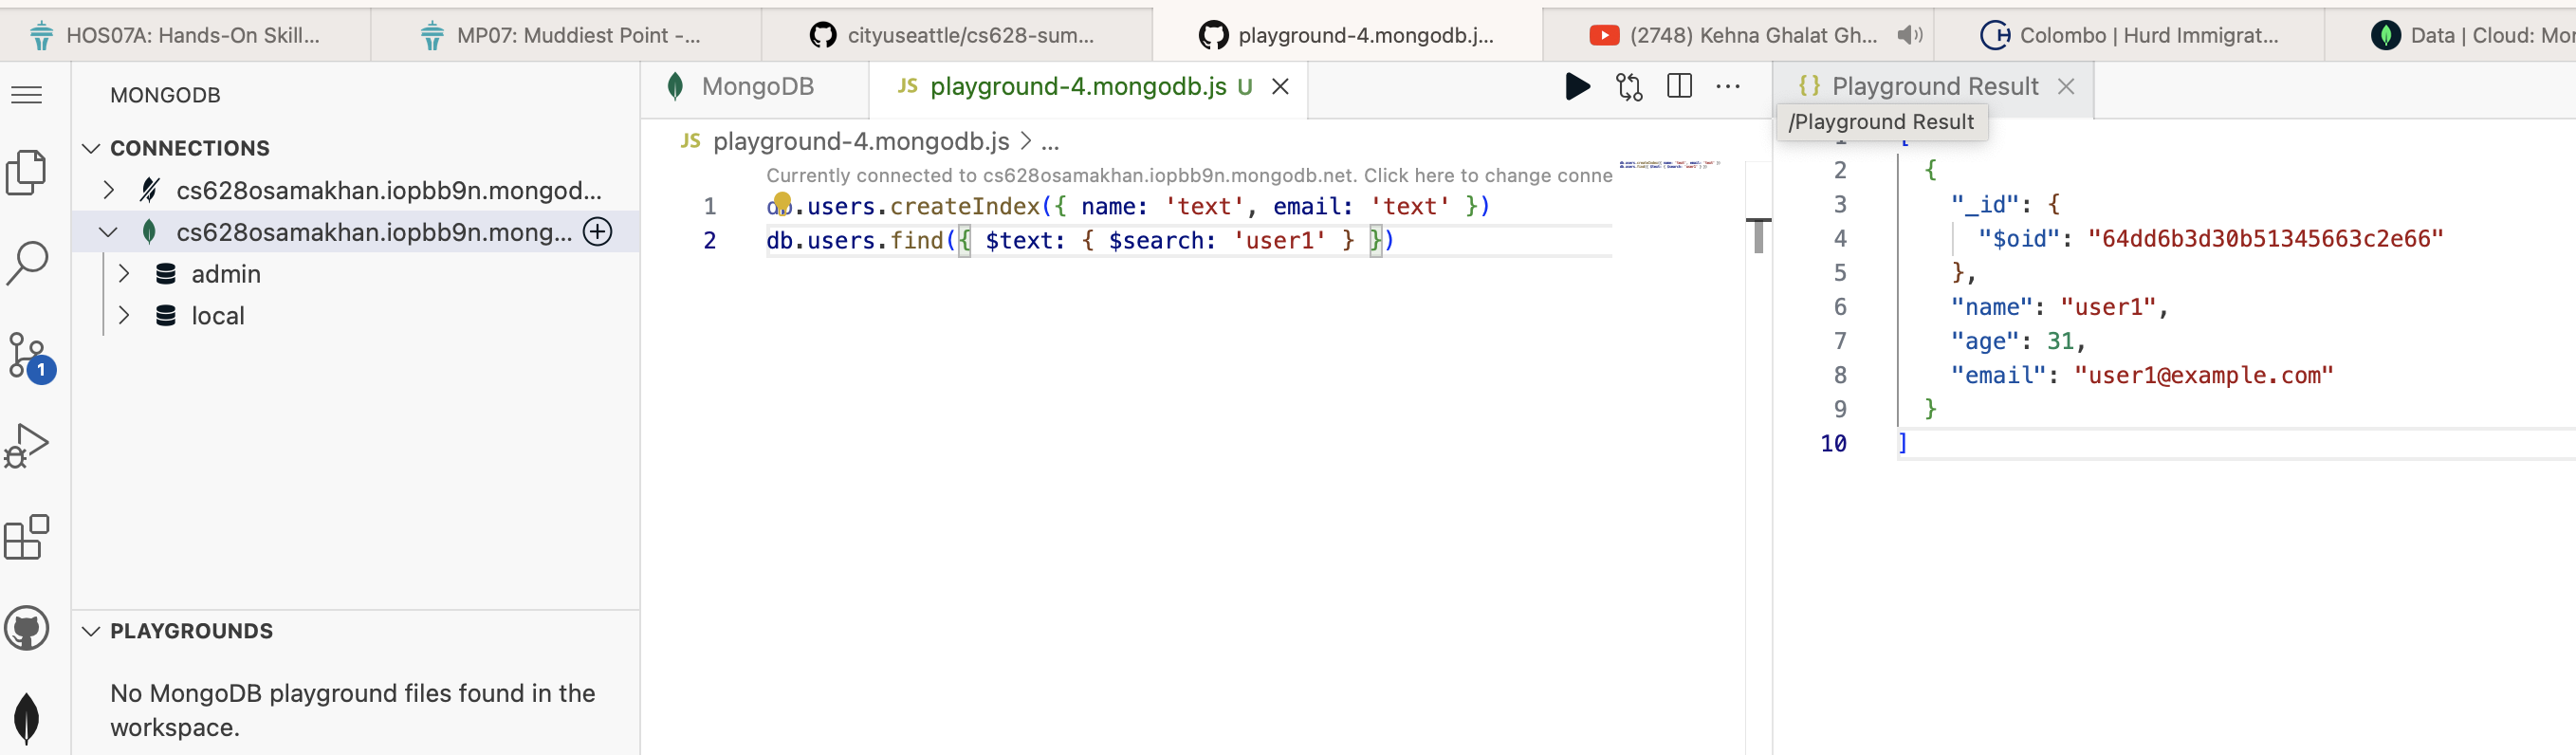 HOS07A: Hands-On Skill...
MP07: Muddiest Point -...
cityuseattle/cs628-sum...
playground-4.mongodb.j...
(2748) Kehna Ghalat Gh...
Colombo | Hurd Immigrat...
Data | Cloud: Mon
MONGODB
CONNECTIONS
cs628osamakhan.iopbb9n.mongod...
cs628osamakhan.iopbb9n.mong...
admin
local
1
PLAYGROUNDS
No MongoDB playground files found in the
workspace.
MongoDB
JS playground-4.mongodb.js U
JS playground-4.mongodb.js > ...
Currently connected to cs628osamakhan.iopbb9n.mongodb.net. Click here to change conne
1 db.users.createIndex({ name: 'text', email: 'text' })
2 db.users.find({ $text: { $search: 'user1' } })
{} Playground Result
/Playground Result
1 [
2 {
3 "_id": {
4 "$oid": "64dd6b3d30b51345663c2e66"
5 },
6 "name": "user1",
7 "age": 31,
8 "email": "user1@example.com"
9 }
10 ]